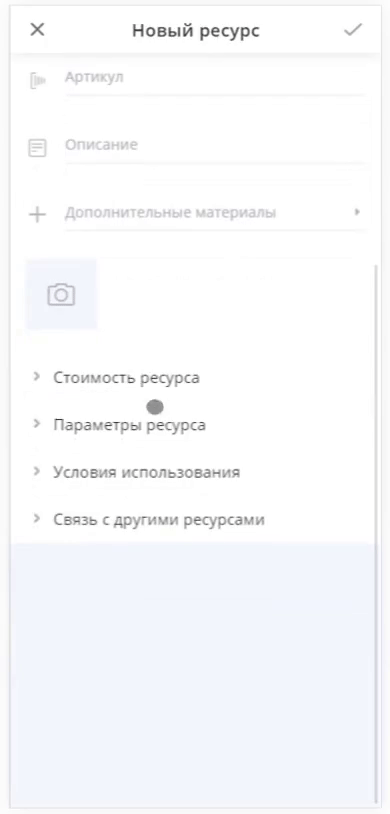 Новый ресурс
Артикул
Описание
Дополнительные материалы
Стоимость ресурса
Параметры ресурса
Условия использования
Связь с другими ресурсами